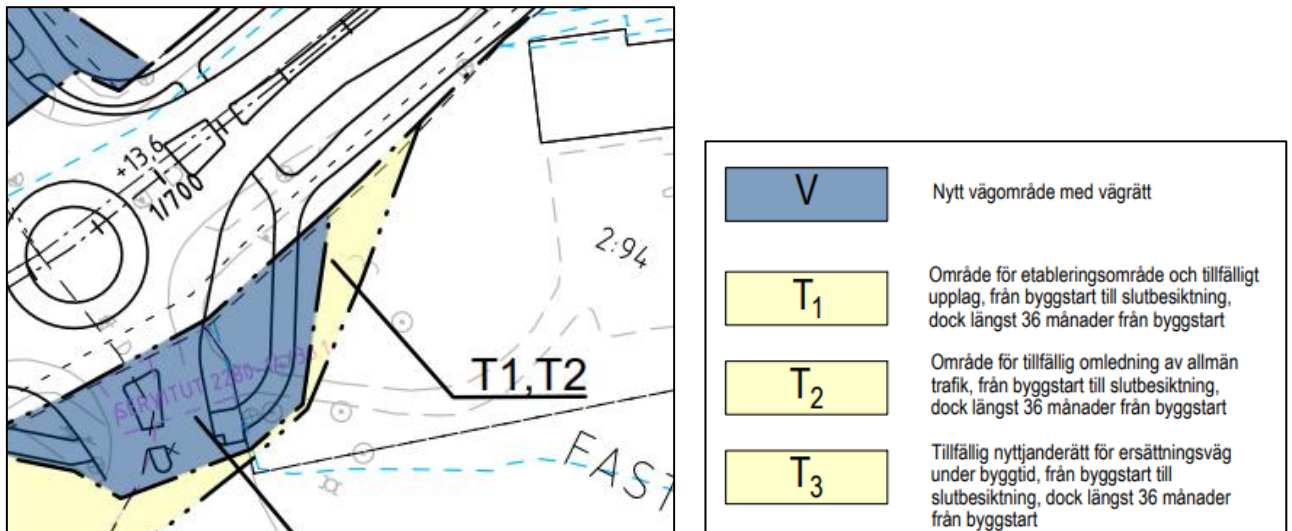 +13,6
1/700
2:94
T1,T2
FAST
V
Nytt vägområde med vägrätt
T1
Område för etableringsområde och tillfälligt
upplag, från byggstart till slutbesiktning,
dock längst 36 månader från byggstart
T2
Område för tillfällig omledning av allmän
trafik, från byggstart till slutbesiktning,
dock längst 36 månader från byggstart
T3
Tillfällig nyttjanderätt för ersättningsväg
under byggtid, från byggstart till
slutbesiktning, dock längst 36 månader
från byggstart